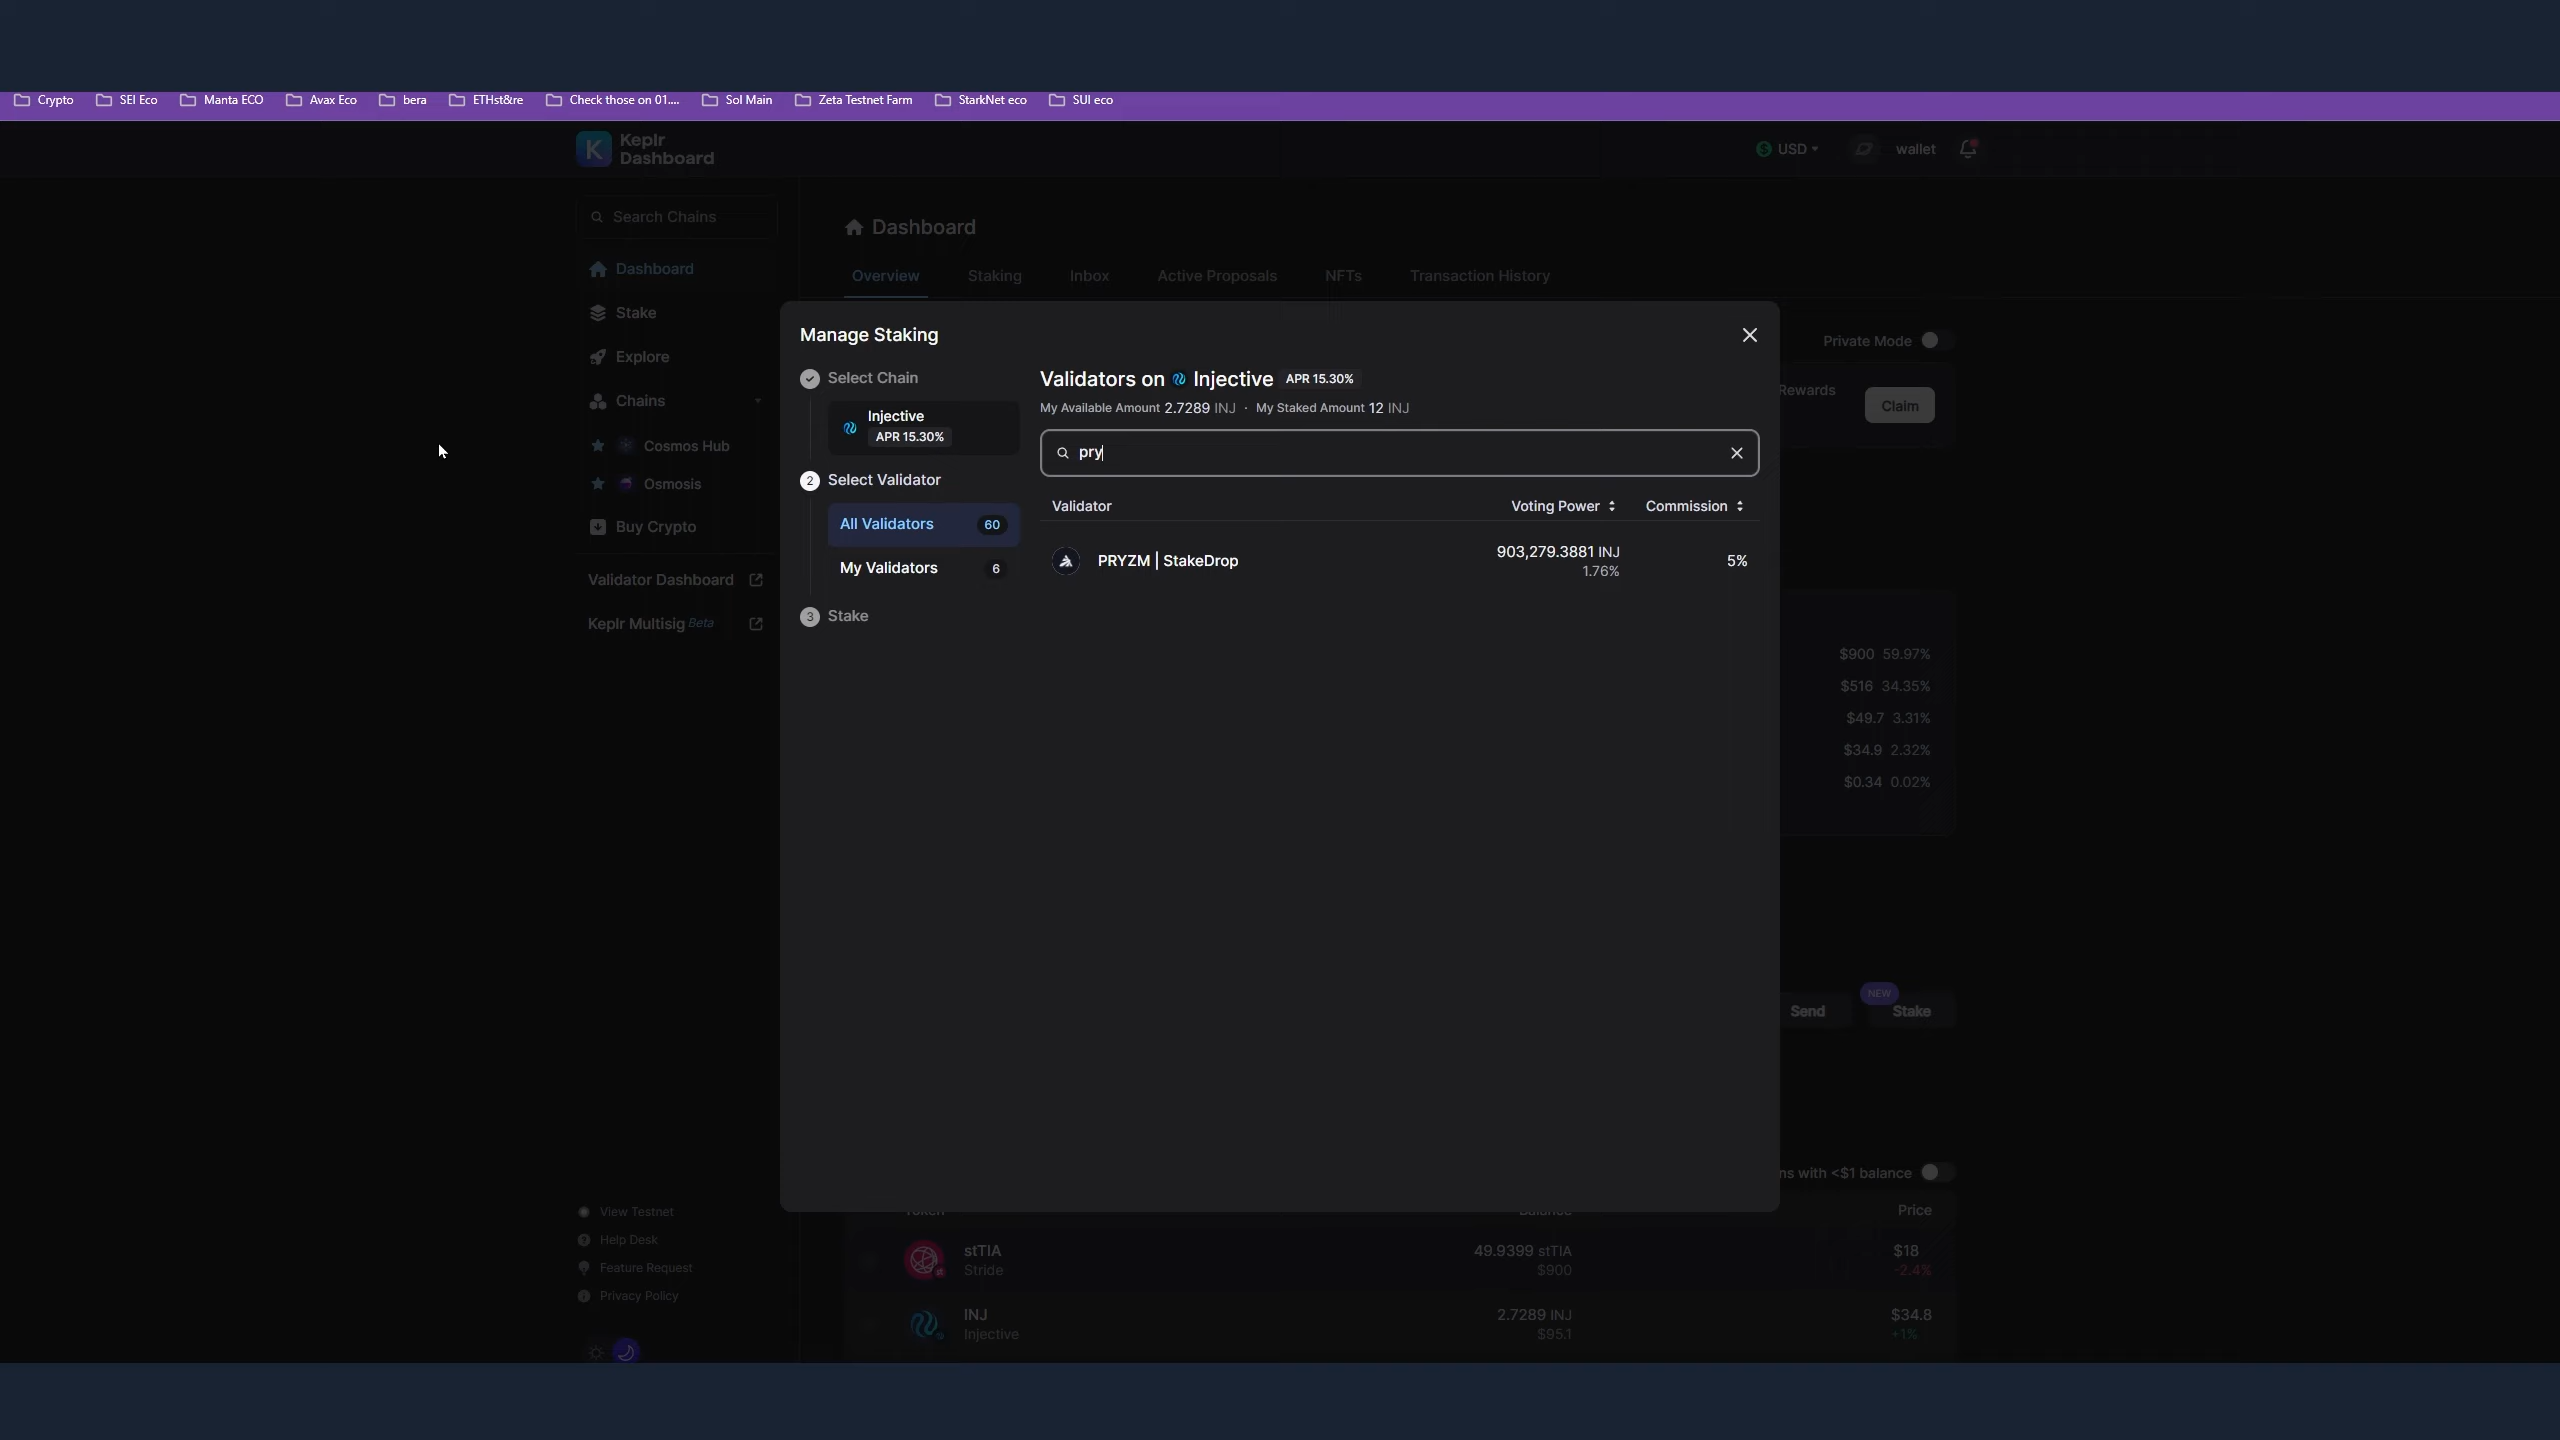 Crypto
SEI Eco
Manta ECO
Avax Eco
bera
ETHst&re
Check those on 01....
Sol Main
Zeta Testnet Farm
StarkNet eco
SUI eco
K
Keplr
Dashboard
USD
wallet
Search Chains
Dashboard
Stake
Explore
Chains
Cosmos Hub
Osmosis
Buy Crypto
Validator Dashboard
Keplr Multisig Beta
View Testnet
Help Desk
Feature Request
Privacy Policy
Dashboard
Overview
Staking
Inbox
Active Proposals
NFTs
Transaction History
Private Mode
Rewards
Claim
Manage Staking
Select Chain
Injective
APR 15.30%
2
Select Validator
All Validators
60
My Validators
6
3
Stake
Validators on Injective APR 15.30%
My Available Amount 2.7289 INJ · My Staked Amount 12 INJ
pry
Validator Voting Power Commission
PRYZM | StakeDrop
903,279.3881 INJ
1.76%
5%
$900 59.97%
$516 34.35%
$49.7 3.31%
$34.9 2.32%
$0.34 0.02%
Send
NEW
Stake
ns with <$1 balance
Token Balance Price
stTIA
Stride
49.9399 stTIA
$900
$18
-2.4%
INJ
Injective
2.7289 INJ
$95.1
$34.8
+1%